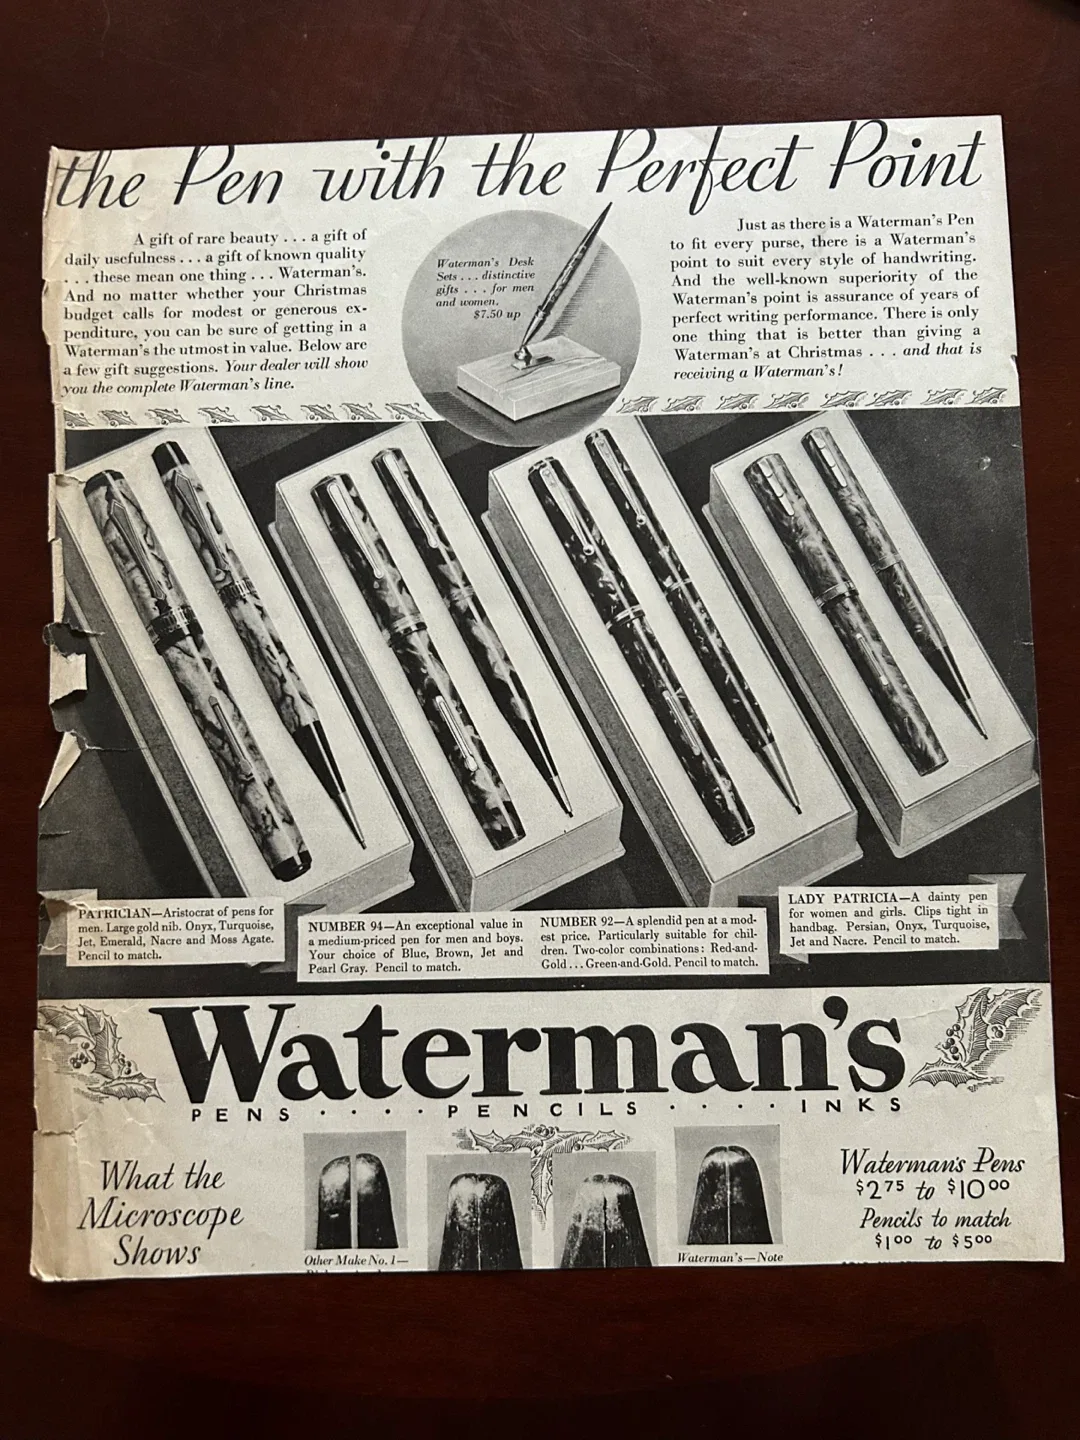 the Pen with the Perfect Point
A gift of rare beauty . . . a gift of
daily usefulness . . . a gift of known quality
. . . these mean one thing . . . Waterman's.
And no matter whether your Christmas
budget calls for modest or generous ex-
penditure, you can be sure of getting in a
Waterman's the utmost in value. Below are
a few gift suggestions. Your dealer will show
you the complete Waterman's line.
Waterman's Desk
Sets . . . distinctive
gifts . . . for men
and women.
$7.50 up
Just as there is a Waterman's Pen
to fit every purse, there is a Waterman's
point to suit every style of handwriting.
And the well-known superiority of the
Waterman's point is assurance of years of
perfect writing performance. There is only
one thing that is better than giving a
Waterman's at Christmas . . . and that is
receiving a Waterman's!
PATRICIAN—Aristocrat of pens for
men. Large gold nib. Onyx, Turquoise,
Jet, Emerald, Nacre and Moss Agate.
Pencil to match.
NUMBER 94—An exceptional value in
a medium-priced pen for men and boys.
Your choice of Blue, Brown, Jet and
Pearl Gray. Pencil to match.
NUMBER 92—A splendid pen at a mod-
est price. Particularly suitable for chil-
dren. Two-color combinations: Red-and-
Gold . . . Green-and-Gold. Pencil to match.
LADY PATRICIA—A dainty pen
for women and girls. Clips tight in
handbag. Persian, Onyx, Turquoise,
Jet and Nacre. Pencil to match.
Waterman's
PENS · · · · PENCILS · · · · INKS
What the
Microscope
Shows
Other Make No. 1—
Waterman's—Note
Waterman's Pens
$2.75 to $10.00
Pencils to match
$1.00 to $5.00